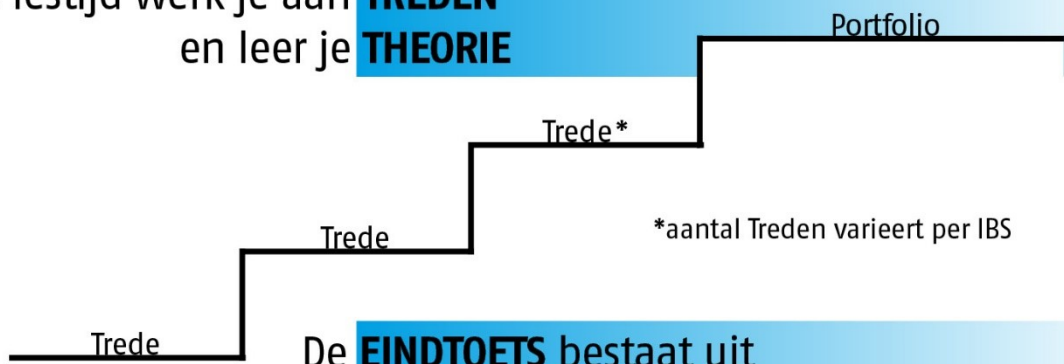 lestijd werk je aan TREDEN
en leer je THEORIE
Portfolio
Trede*
*aantal Treden varieert per IBS
Trede
Trede
De EINDTOETS bestaat uit